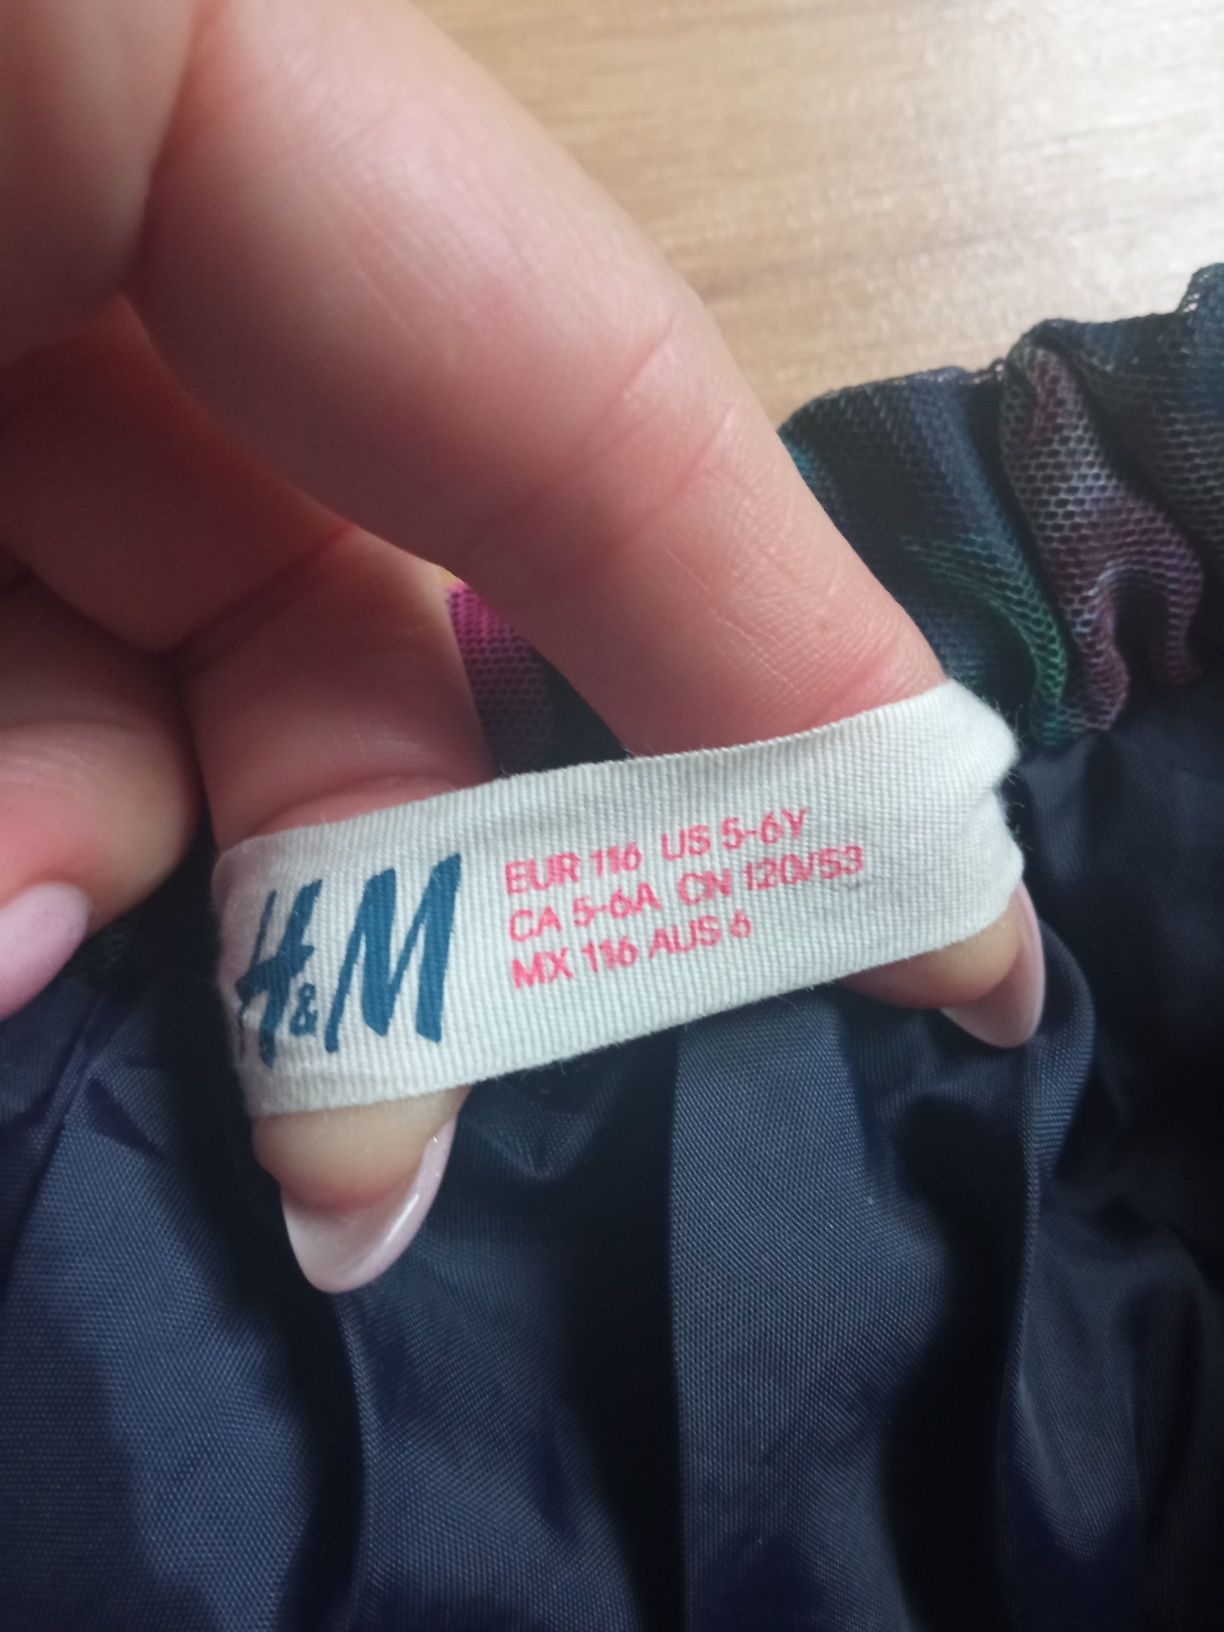 H&M
EUR 116 US 5-6Y
CA 5-6A CN 120/53
MX 116 AUS 6